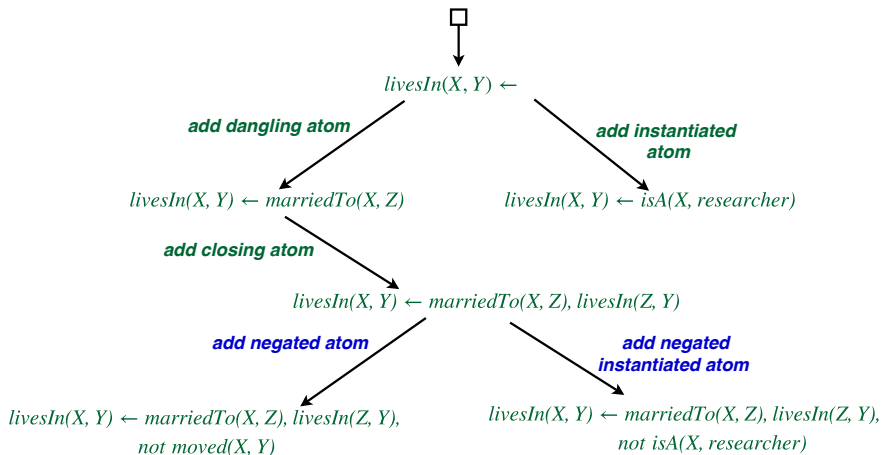 livesIn(X, Y) ←
add dangling atom
add instantiated
atom
livesIn(X, Y) ← marriedTo(X, Z)
livesIn(X, Y) ← isA(X, researcher)
add closing atom
livesIn(X, Y) ← marriedTo(X, Z), livesIn(Z, Y)
add negated atom
add negated
instantiated atom
livesIn(X, Y) ← marriedTo(X, Z), livesIn(Z, Y),
not moved(X, Y)
livesIn(X, Y) ← marriedTo(X, Z), livesIn(Z, Y),
not isA(X, researcher)